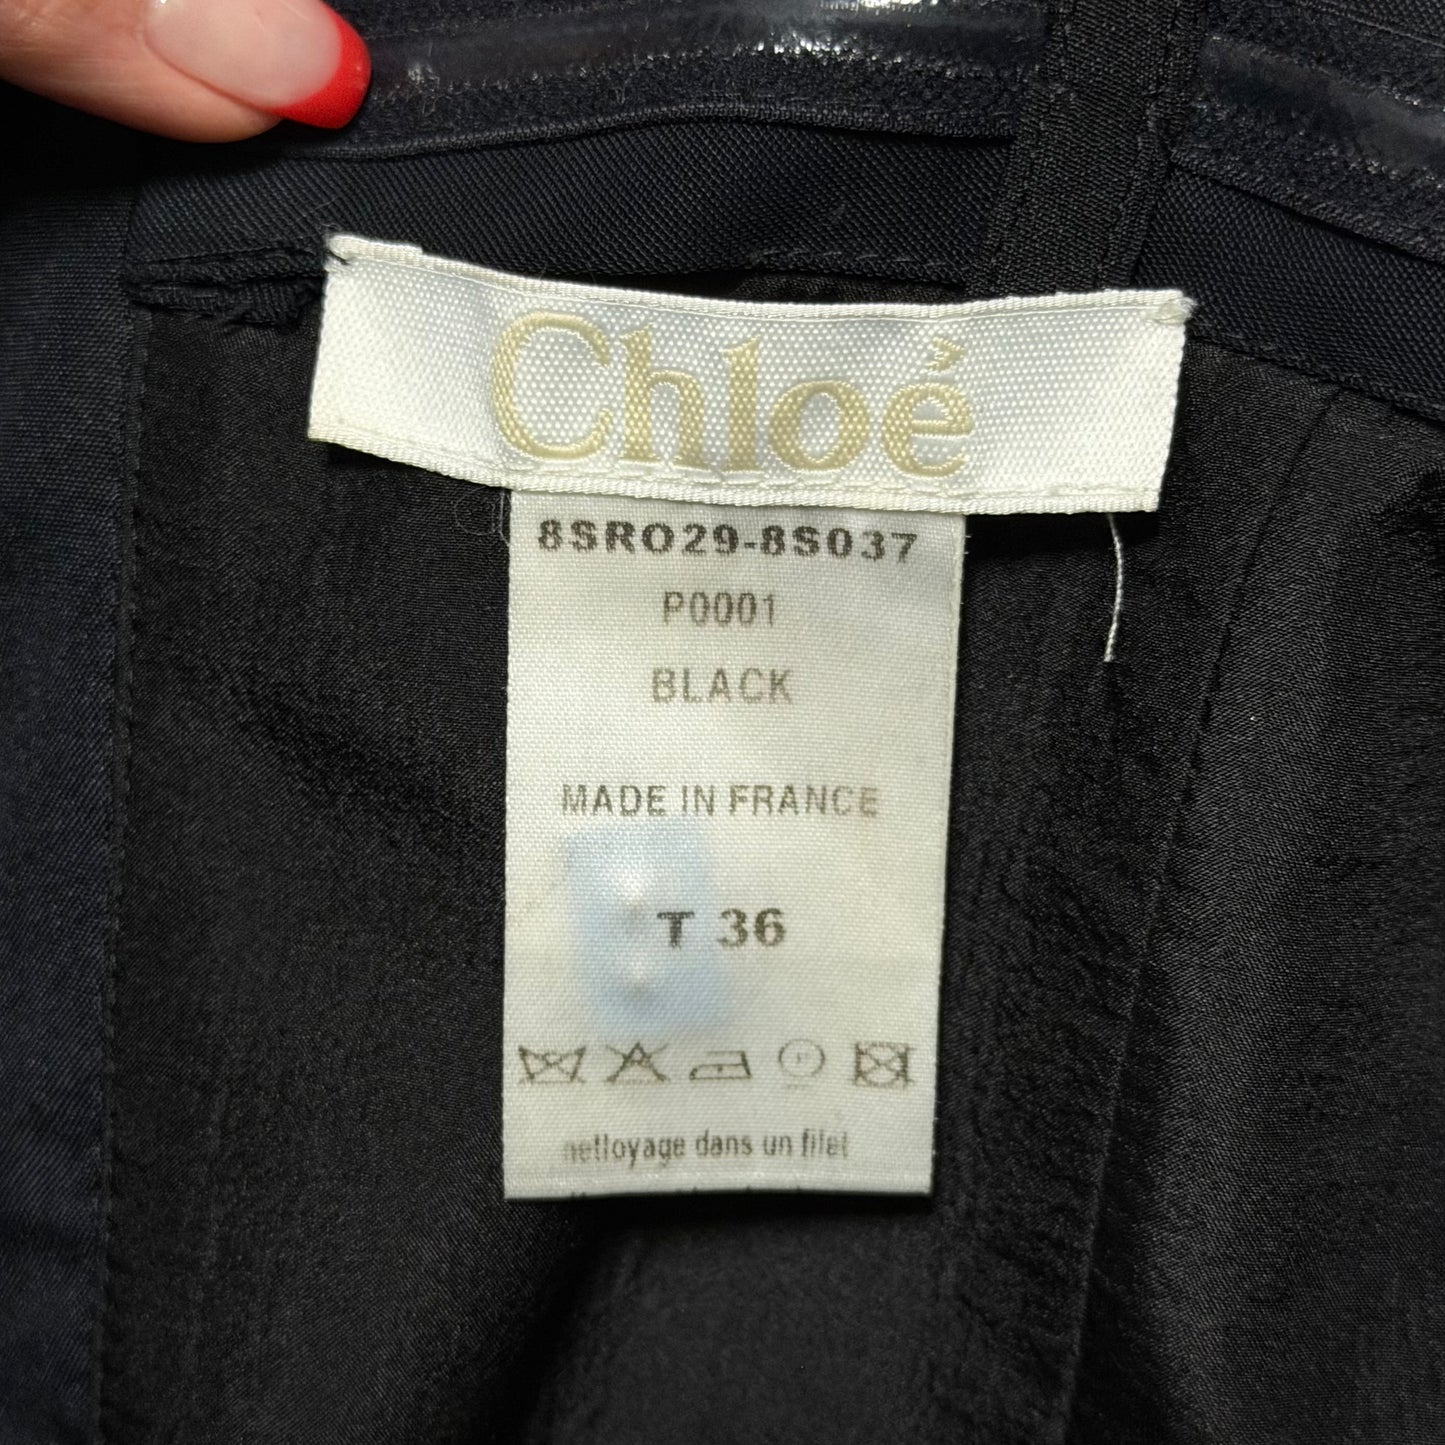 Chloé
8SRO29-8S037
P0001
BLACK
MADE IN FRANCE
T 36
nettoyage dans un filet